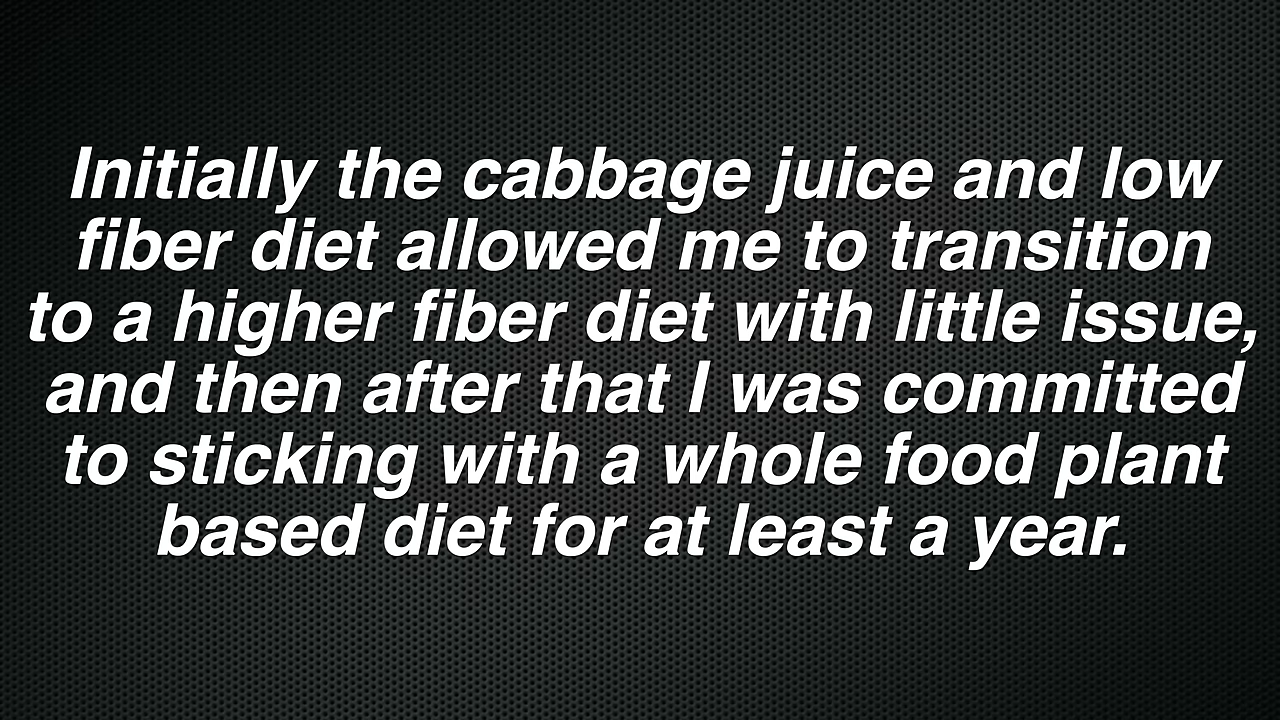 Initially the cabbage juice and low
fiber diet allowed me to transition
to a higher fiber diet with little issue,
and then after that I was committed
to sticking with a whole food plant
based diet for at least a year.